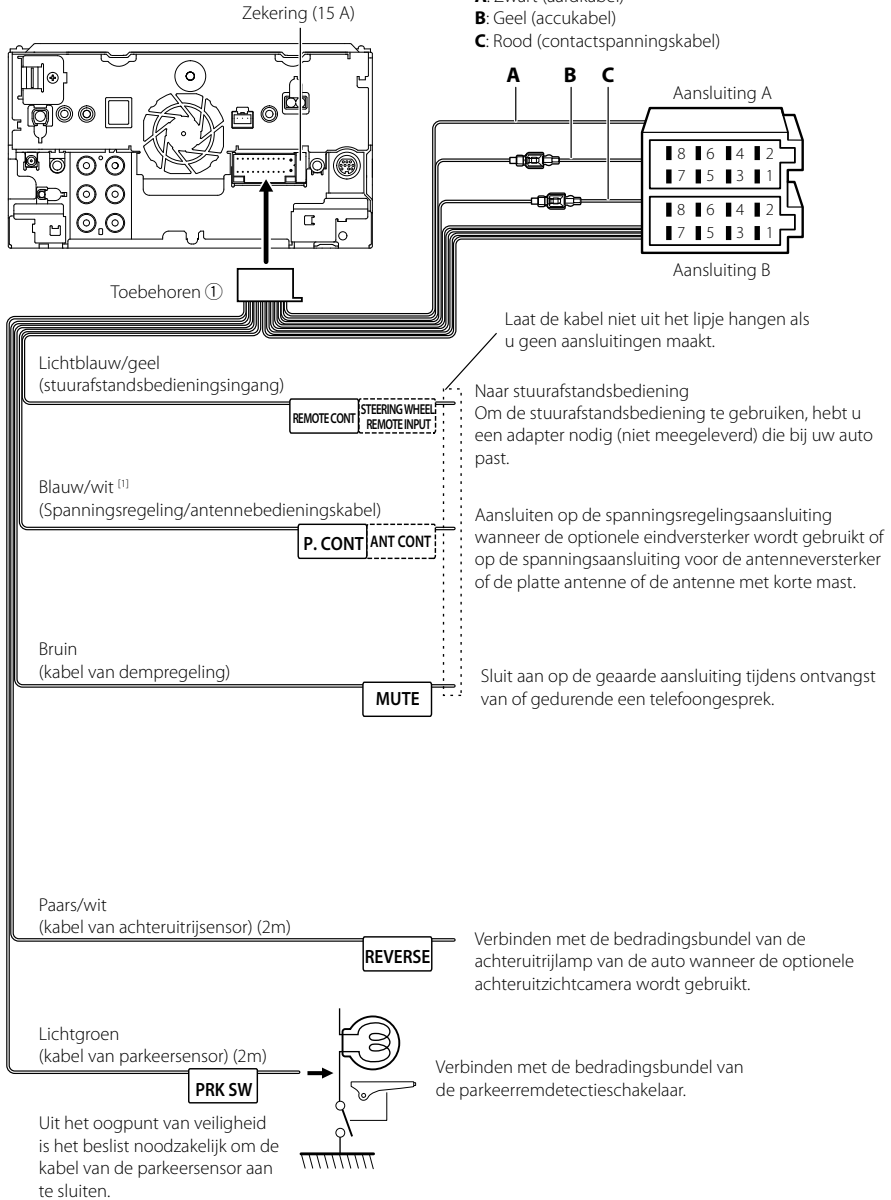 A: Zwart (aardkabel)
B: Geel (accukabel)
C: Rood (contactspanningskabel)
Zekering (15 A)
A B C
Aansluiting A
8 6 4 2
7 5 3 1
8 6 4 2
7 5 3 1
Aansluiting B
Toebehoren ①
Laat de kabel niet uit het lipje hangen als
u geen aansluitingen maakt.
Lichtblauw/geel
(stuurafstandsbedieningsingang)
REMOTE CONT
STEERING WHEEL
REMOTE INPUT
Naar stuurafstandsbediening
Om de stuurafstandsbediening te gebruiken, hebt u
een adapter nodig (niet meegeleverd) die bij uw auto
past.
Blauw/wit [1]
(Spanningsregeling/antennebedieningskabel)
P. CONT
ANT CONT
Aansluiten op de spanningsregelingsaansluiting
wanneer de optionele eindversterker wordt gebruikt of
op de spanningsaansluiting voor de antenneversterker
of de platte antenne of de antenne met korte mast.
Bruin
(kabel van dempregeling)
MUTE
Sluit aan op de geaarde aansluiting tijdens ontvangst
van of gedurende een telefoongesprek.
Paars/wit
(kabel van achteruitrijsensor) (2m)
REVERSE
Verbinden met de bedradingsbundel van de
achteruitrijlamp van de auto wanneer de optionele
achteruitzichtcamera wordt gebruikt.
Lichtgroen
(kabel van parkeersensor) (2m)
PRK SW
Verbinden met de bedradingsbundel van
de parkeerremdetectieschakelaar.
Uit het oogpunt van veiligheid
is het beslist noodzakelijk om de
kabel van de parkeersensor aan
te sluiten.